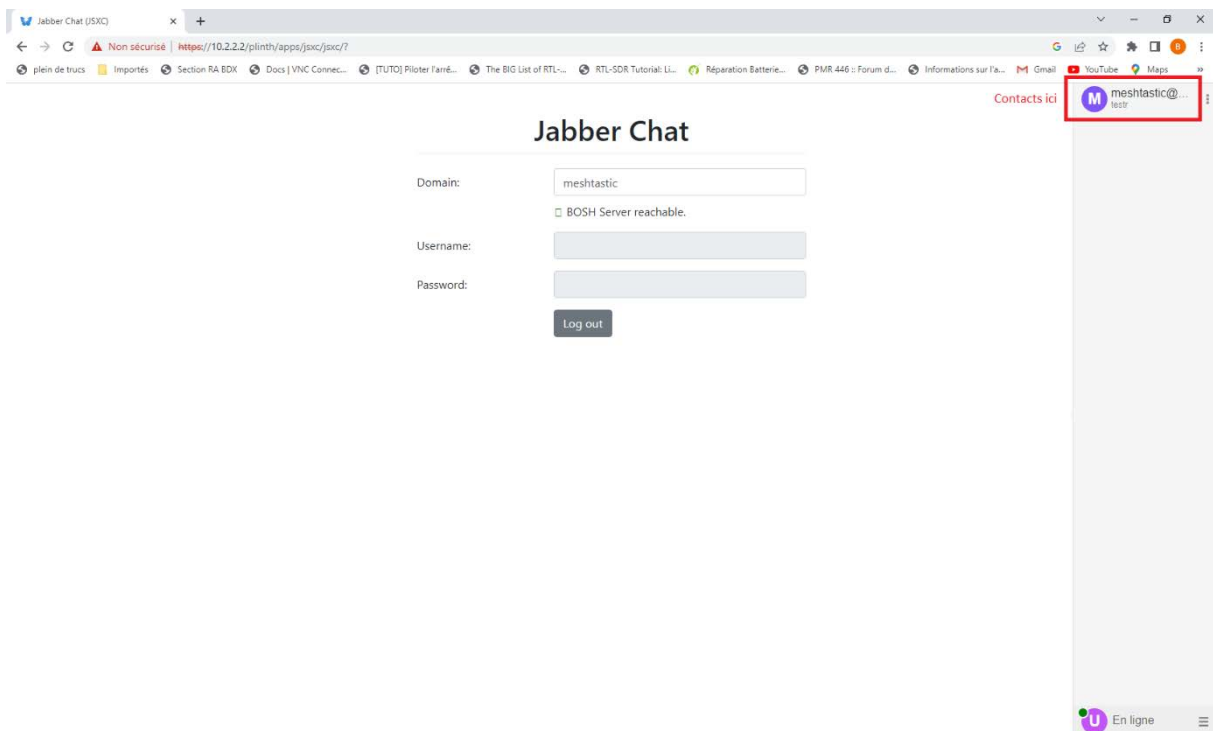 Jabber Chat (JSXC)
Non sécurisé | https://10.2.2.2/plinth/apps/jsxc/jsxc/?
plein de trucs Importés Section RA BDX Docs | VNC Connec... [TUTO] Piloter l'arré... The BIG List of RTL-... RTL-SDR Tutorial: Li... Réparation Batterie... PMR 446 :: Forum d... Informations sur l'a... Gmail YouTube Maps »
Contacts ici
M meshtastic@...
testr
Jabber Chat
Domain: meshtastic
BOSH Server reachable.
Username:
Password:
Log out
U En ligne